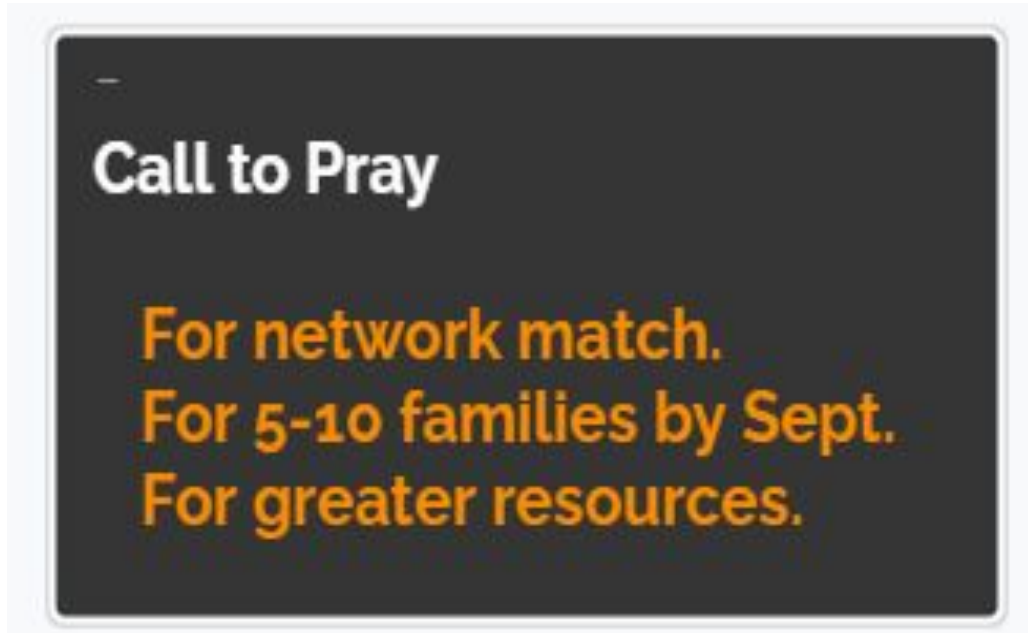 Call to Pray
For network match.
For 5-10 families by Sept.
For greater resources.